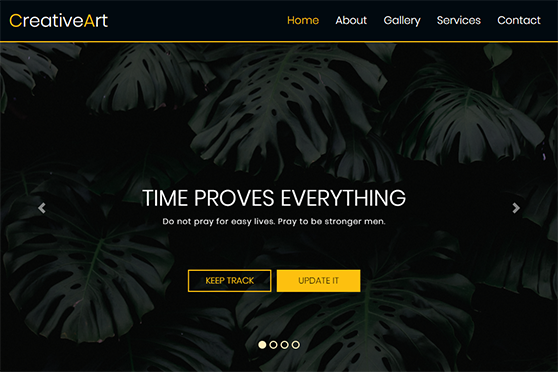 CreativeArt
Home About Gallery Services Contact
TIME PROVES EVERYTHING
Do not pray for easy lives. Pray to be stronger men.
KEEP TRACK UPDATE IT